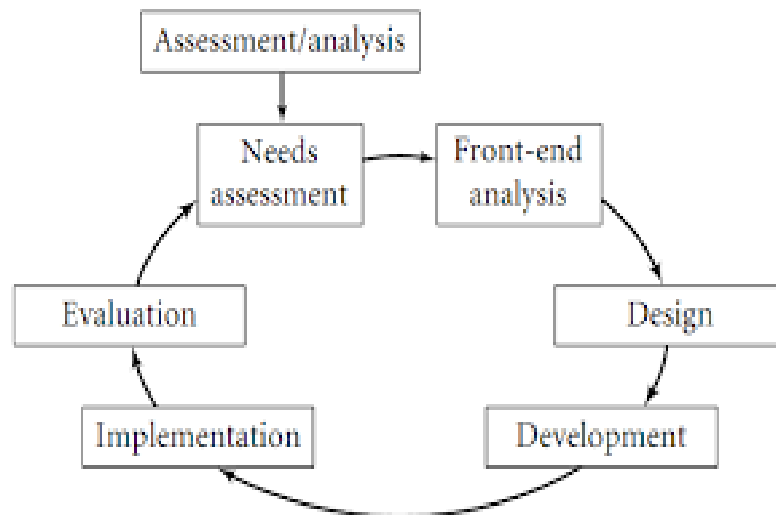 Assessment/analysis
Needs
assessment
Front-end
analysis
Evaluation
Design
Implementation
Development